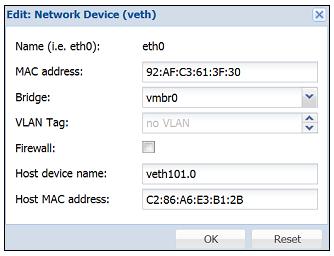 Edit: Network Device (veth)
Name (i.e. eth0): eth0
MAC address: 92:AF:C3:61:3F:30
Bridge: vmbr0
VLAN Tag: no VLAN
Firewall:
Host device name: veth101.0
Host MAC address: C2:86:A6:E3:B1:2B
OK Reset